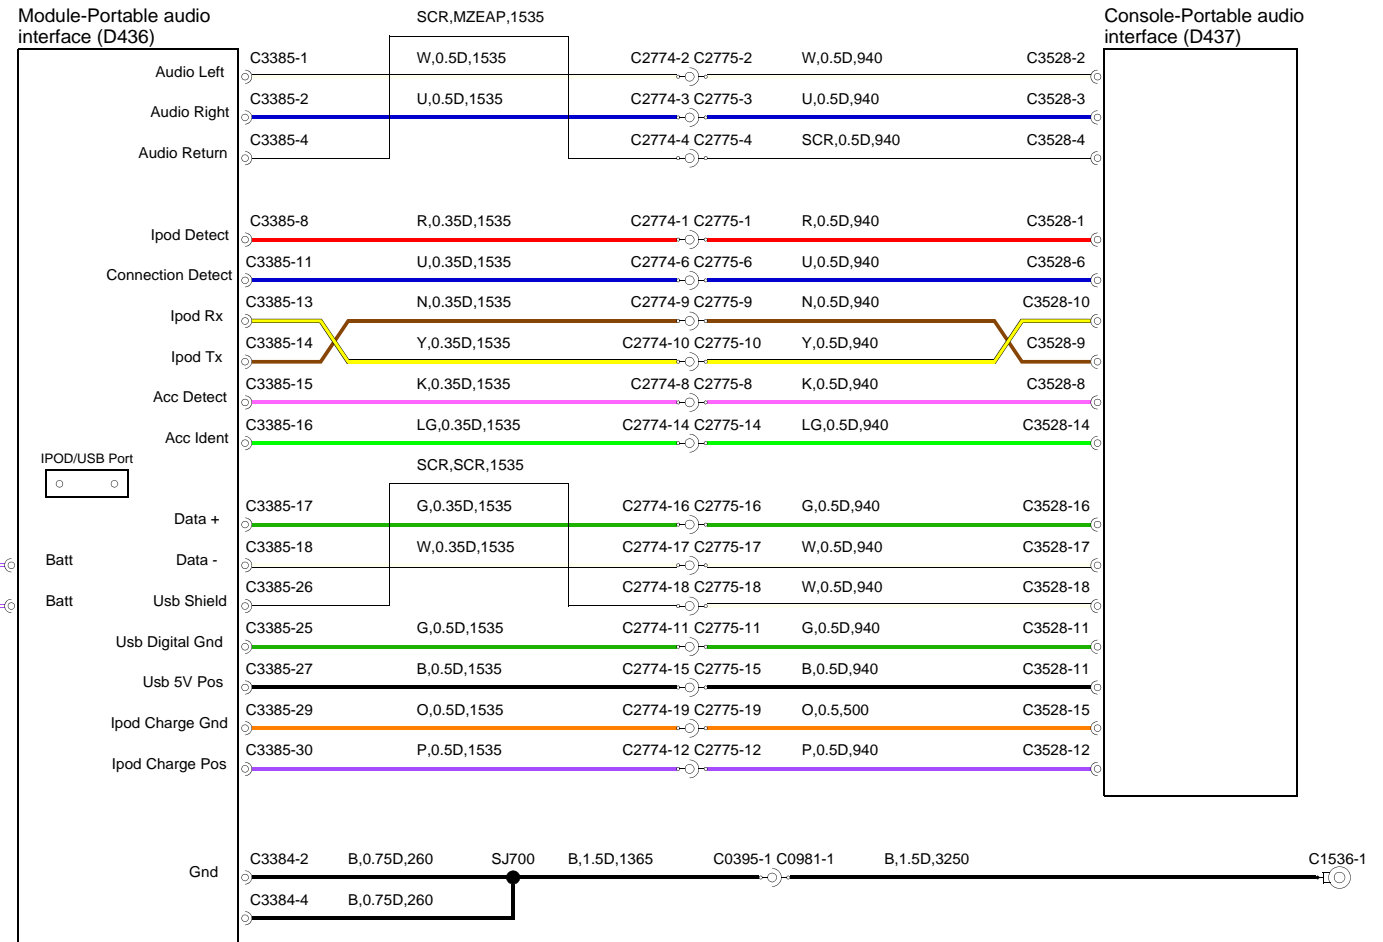 Module-Portable audio
interface (D436)
SCR,MZEAP,1535
Console-Portable audio
interface (D437)
C3385-1 W,0.5D,1535 C2774-2 C2775-2 W,0.5D,940 C3528-2
Audio Left
C3385-2 U,0.5D,1535 C2774-3 C2775-3 U,0.5D,940 C3528-3
Audio Right
C3385-4 C2774-4 C2775-4 SCR,0.5D,940 C3528-4
Audio Return
C3385-8 R,0.35D,1535 C2774-1 C2775-1 R,0.5D,940 C3528-1
Ipod Detect
C3385-11 U,0.35D,1535 C2774-6 C2775-6 U,0.5D,940 C3528-6
Connection Detect
C3385-13 N,0.35D,1535 C2774-9 C2775-9 N,0.5D,940 C3528-10
Ipod Rx
C3385-14 Y,0.35D,1535 C2774-10 C2775-10 Y,0.5D,940 C3528-9
Ipod Tx
C3385-15 K,0.35D,1535 C2774-8 C2775-8 K,0.5D,940 C3528-8
Acc Detect
C3385-16 LG,0.35D,1535 C2774-14 C2775-14 LG,0.5D,940 C3528-14
Acc Ident
IPOD/USB Port
SCR,SCR,1535
C3385-17 G,0.35D,1535 C2774-16 C2775-16 G,0.5D,940 C3528-16
Data +
C3385-18 W,0.35D,1535 C2774-17 C2775-17 W,0.5D,940 C3528-17
Batt Data -
C3385-26 C2774-18 C2775-18 W,0.5D,940 C3528-18
Batt Usb Shield
C3385-25 G,0.5D,1535 C2774-11 C2775-11 G,0.5D,940 C3528-11
Usb Digital Gnd
C3385-27 B,0.5D,1535 C2774-15 C2775-15 B,0.5D,940 C3528-11
Usb 5V Pos
C3385-29 O,0.5D,1535 C2774-19 C2775-19 O,0.5,500 C3528-15
Ipod Charge Gnd
C3385-30 P,0.5D,1535 C2774-12 C2775-12 P,0.5D,940 C3528-12
Ipod Charge Pos
C3384-2 B,0.75D,260 SJ700 B,1.5D,1365 C0395-1 C0981-1 B,1.5D,3250 C1536-1
Gnd
C3384-4 B,0.75D,260